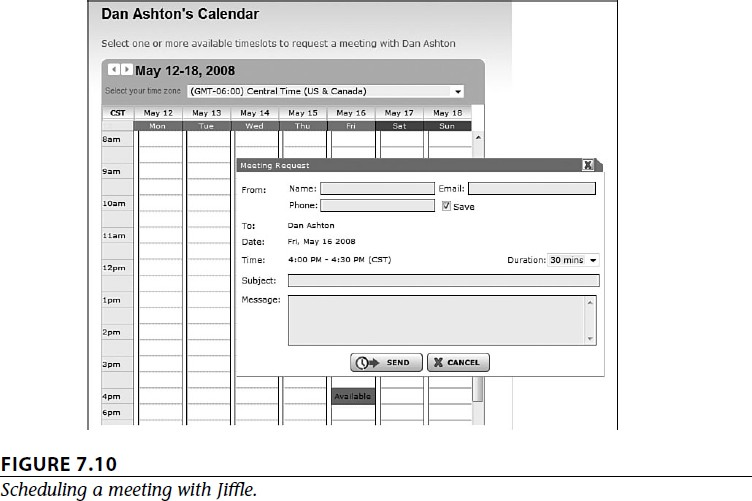 Dan Ashton's Calendar
Select one or more available timeslots to request a meeting with Dan Ashton
May 12-18, 2008
Select your time zone (GMT-06:00) Central Time (US & Canada)
CST May 12 May 13 May 14 May 15 May 16 May 17 May 18
Mon Tue Wed Thu Fri Sat Sun
8am
9am
10am
11am
12pm
1pm
2pm
3pm
4pm Available
6pm
Meeting Request X
From: Name: Email:
Phone: Save
To: Dan Ashton
Date: Fri, May 16 2008
Time: 4:00 PM - 4:30 PM (CST) Duration: 30 mins
Subject:
Message:
SEND X CANCEL
FIGURE 7.10
Scheduling a meeting with Jiffle.